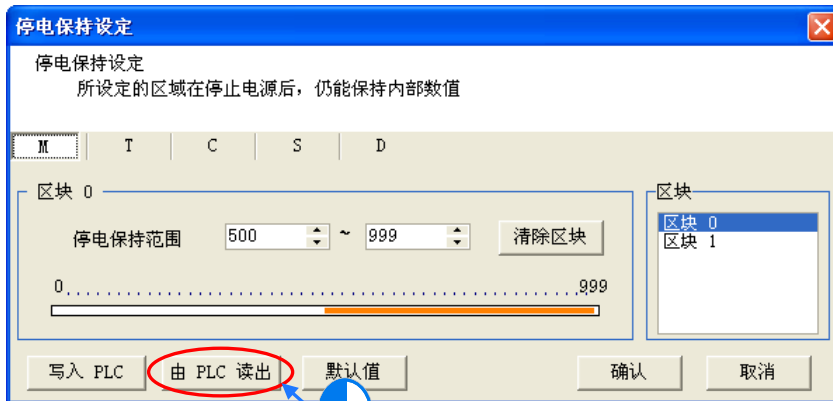 停电保持设定
停电保持设定
所设定的区域在停止电源后，仍能保持内部数值
M T C S D
区块 0
停电保持范围 500 ~ 999 清除区块
0 999
区块
区块 0
区块 1
写入 PLC 由 PLC 读出 默认值 确认 取消